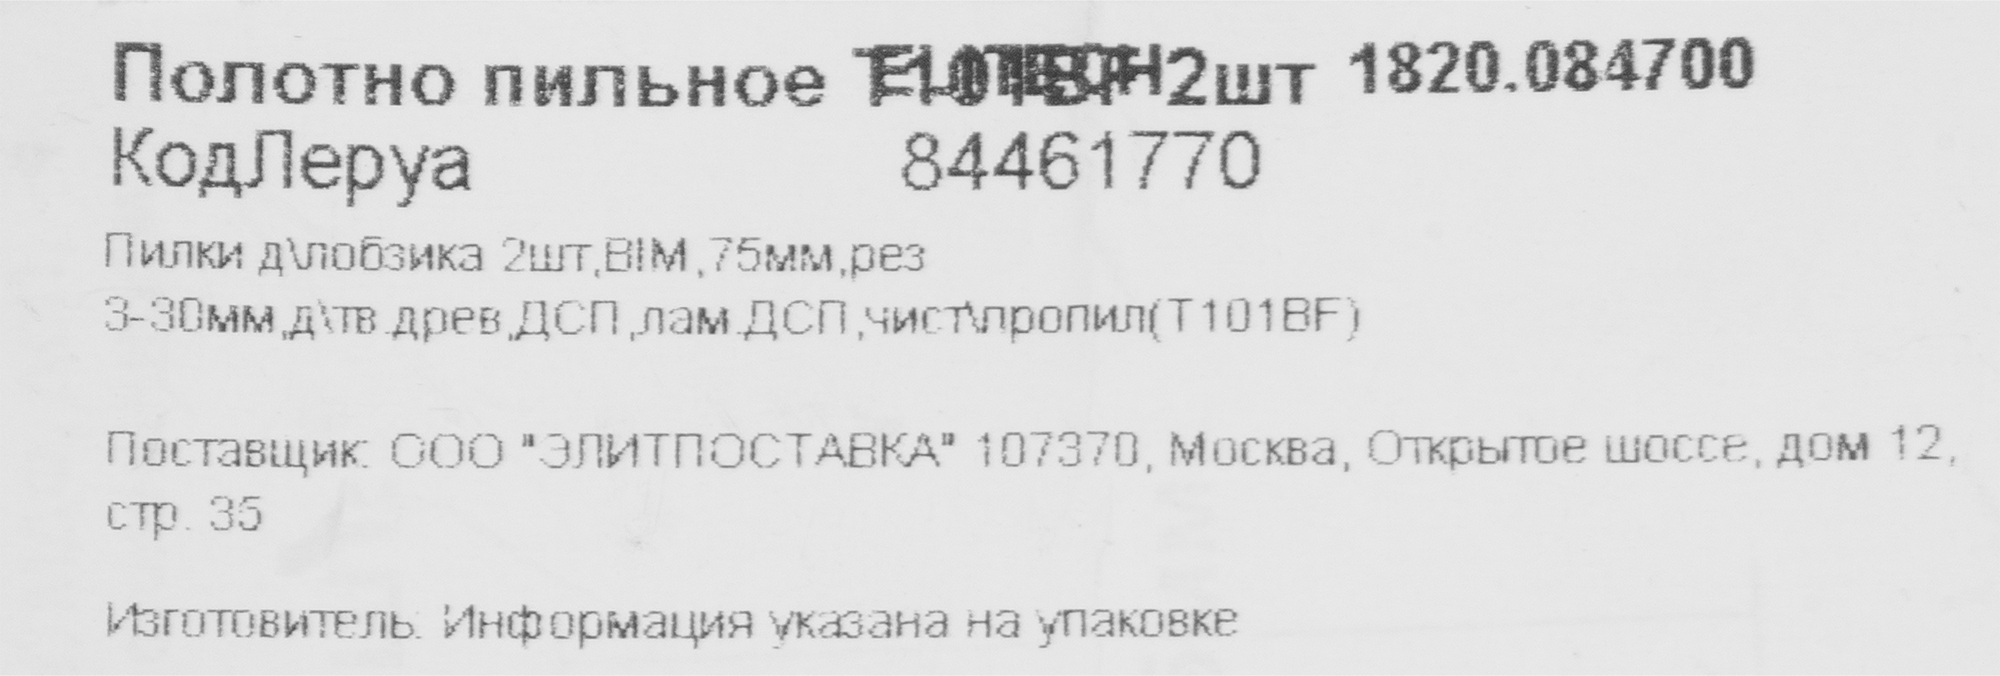 Полотно пильное 2шт 1820.084700
КодЛеруа 84461770
Пилки д\лобзика 2шт,BIM,75мм,рез
3-30мм,д\тв.древ,ДСП,лам.ДСП,чист\пропил(T101BF)
Поставщик: ООО "ЭЛИТПОСТАВКА" 107370, Москва, Открытое шоссе, дом 12,
стр. 35
Изготовитель: Информация указана на упаковке